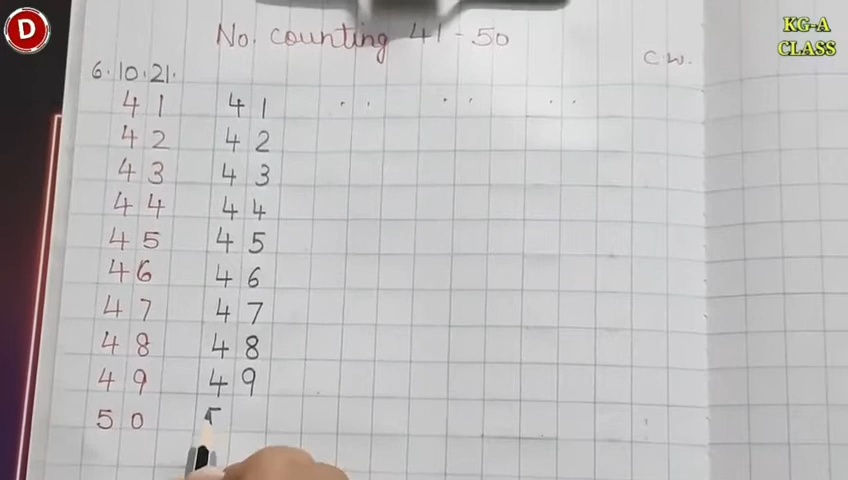 D
No. counting 41 - 50
KG-A
CLASS
C.W.
6.10.21.
41 41 .. .. ..
42 42
43 43
44 44
45 45
46 46
47 47
48 48
49 49
50 5